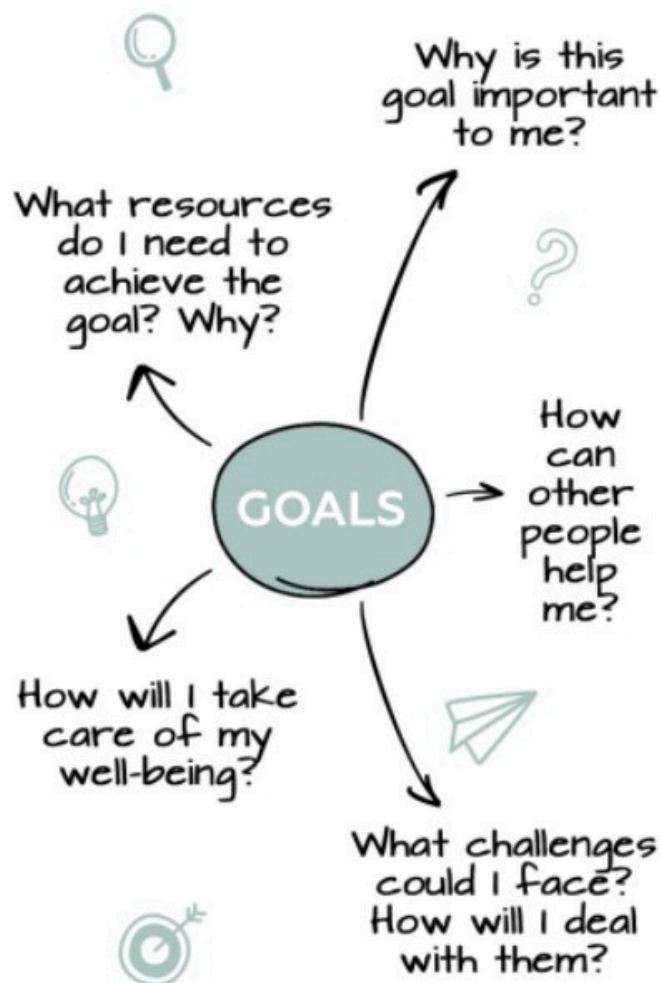 Why is this
goal important
to me?
What resources
do I need to
achieve the
goal? Why?
GOALS
How
can
other
people
help
me?
How will I take
care of my
well-being?
What challenges
could I face?
How will I deal
with them?